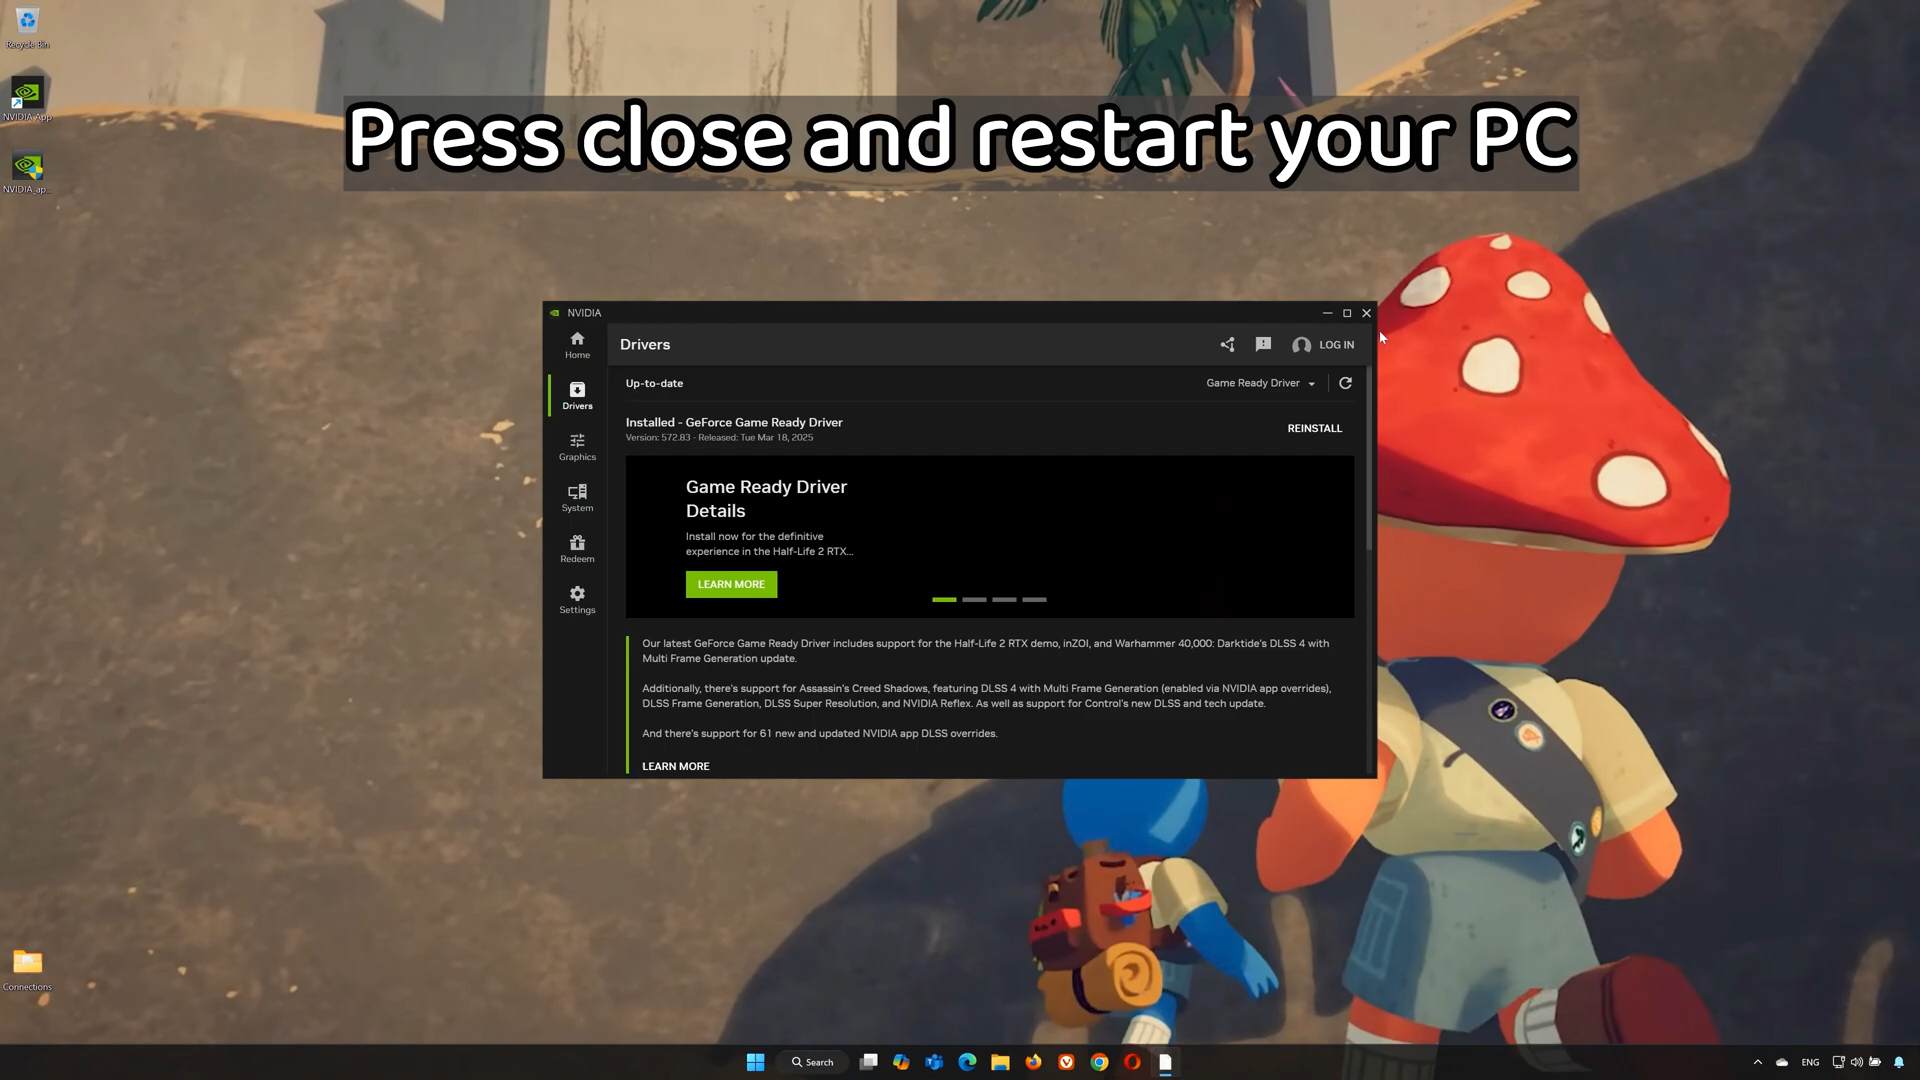 Recycle Bin
NVIDIA App
NVIDIA_ap...
Press close and restart your PC
NVIDIA
Home
Drivers
Graphics
System
Redeem
Settings
Drivers
LOG IN
Up-to-date
Game Ready Driver
Installed - GeForce Game Ready Driver
Version: 572.83 - Released: Tue Mar 18, 2025
REINSTALL
Game Ready Driver
Details
Install now for the definitive
experience in the Half-Life 2 RTX...
LEARN MORE
Our latest GeForce Game Ready Driver includes support for the Half-Life 2 RTX demo, inZOI, and Warhammer 40,000: Darktide's DLSS 4 with
Multi Frame Generation update.
Additionally, there's support for Assassin's Creed Shadows, featuring DLSS 4 with Multi Frame Generation (enabled via NVIDIA app overrides),
DLSS Frame Generation, DLSS Super Resolution, and NVIDIA Reflex. As well as support for Control's new DLSS and tech update.
And there's support for 61 new and updated NVIDIA app DLSS overrides.
LEARN MORE
Connections
Search
ENG